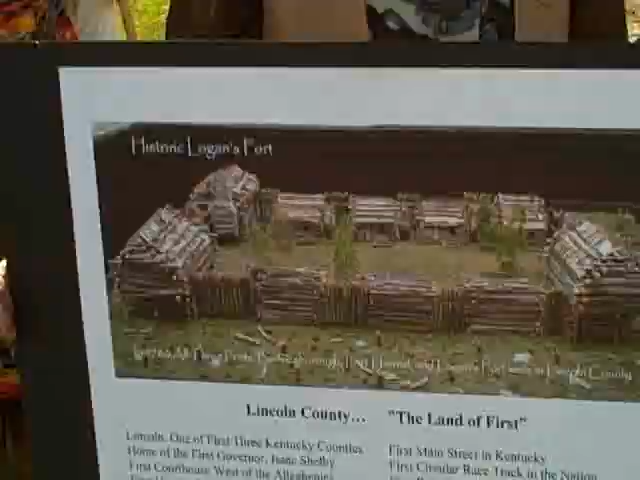 Historic Logan's Fort
Lincoln County... "The Land of First"
Lincoln, One of First Three Kentucky Counties
Home of the First Governor, Isaac Shelby
First Courthouse West of the Alleghenies
First Main Street in Kentucky
First Circular Race Track in the Nation